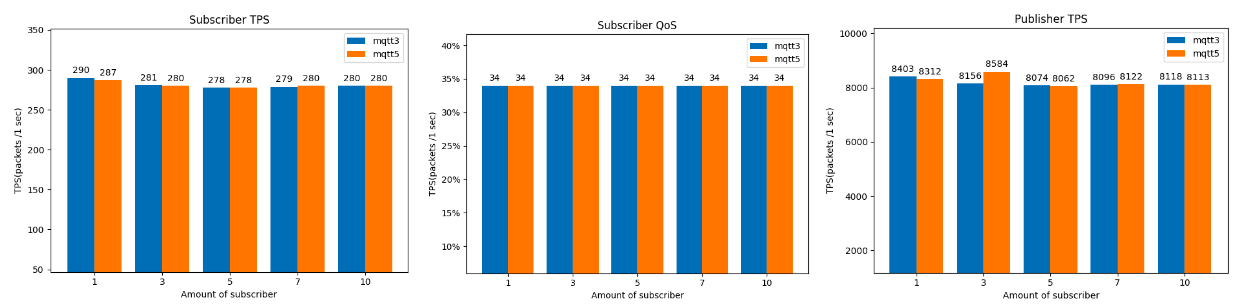 Subscriber TPS
TPS(packets /1 sec)
350
300
250
200
150
100
50
290 287 281 280 278 278 279 280 280 280
mqtt3
mqtt5
1 3 5 7 10
Amount of subscriber
Subscriber QoS
TPS(packets /1 sec)
40%
35%
30%
25%
20%
15%
10%
34 34 34 34 34 34 34 34 34 34
mqtt3
mqtt5
1 3 5 7 10
Amount of subscriber
Publisher TPS
TPS(packets /1 sec)
10000
8000
6000
4000
2000
8403 8312 8156 8584 8074 8062 8096 8122 8118 8113
mqtt3
mqtt5
1 3 5 7 10
Amount of subscriber